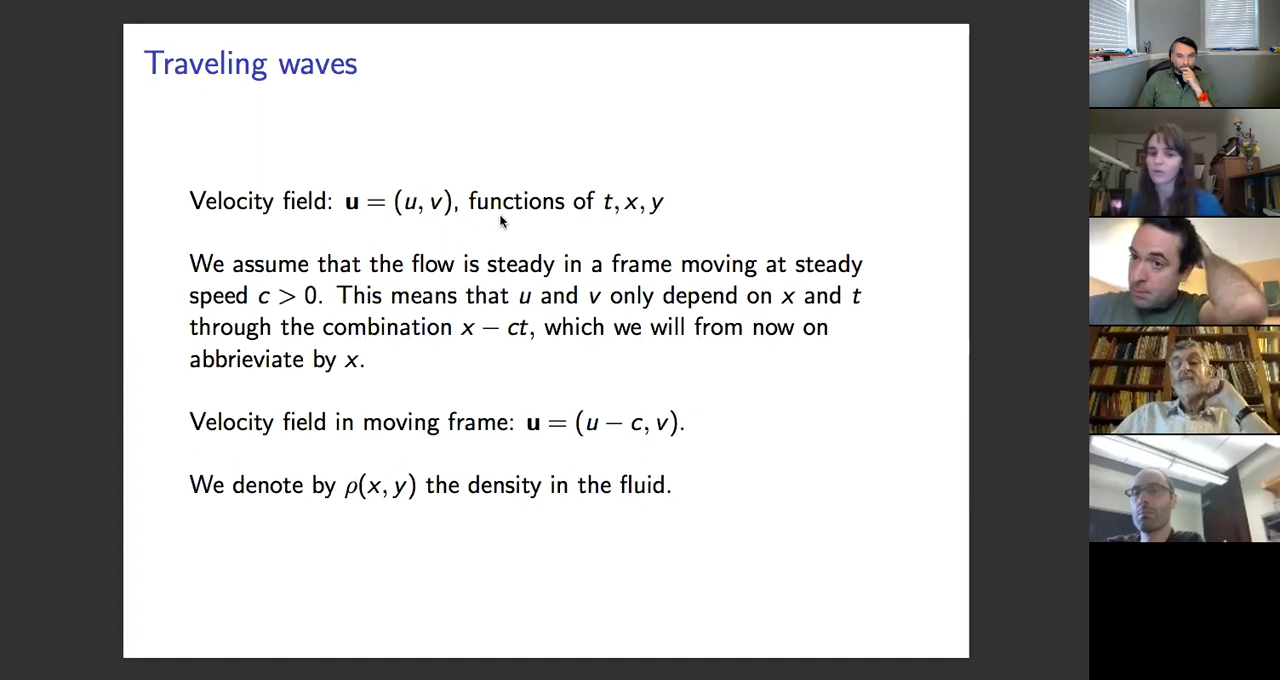 Traveling waves
Velocity field: u = (u, v), functions of t, x, y
We assume that the flow is steady in a frame moving at steady
speed c > 0. This means that u and v only depend on x and t
through the combination x − ct, which we will from now on
abbrieviate by x.
Velocity field in moving frame: u = (u − c, v).
We denote by ρ(x, y) the density in the fluid.